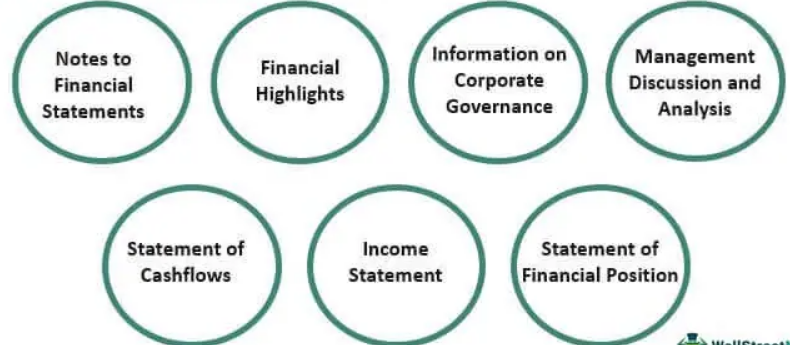 Notes to
Financial
Statements
Financial
Highlights
Information on
Corporate
Governance
Management
Discussion and
Analysis
Statement of
Cashflows
Income
Statement
Statement of
Financial Position